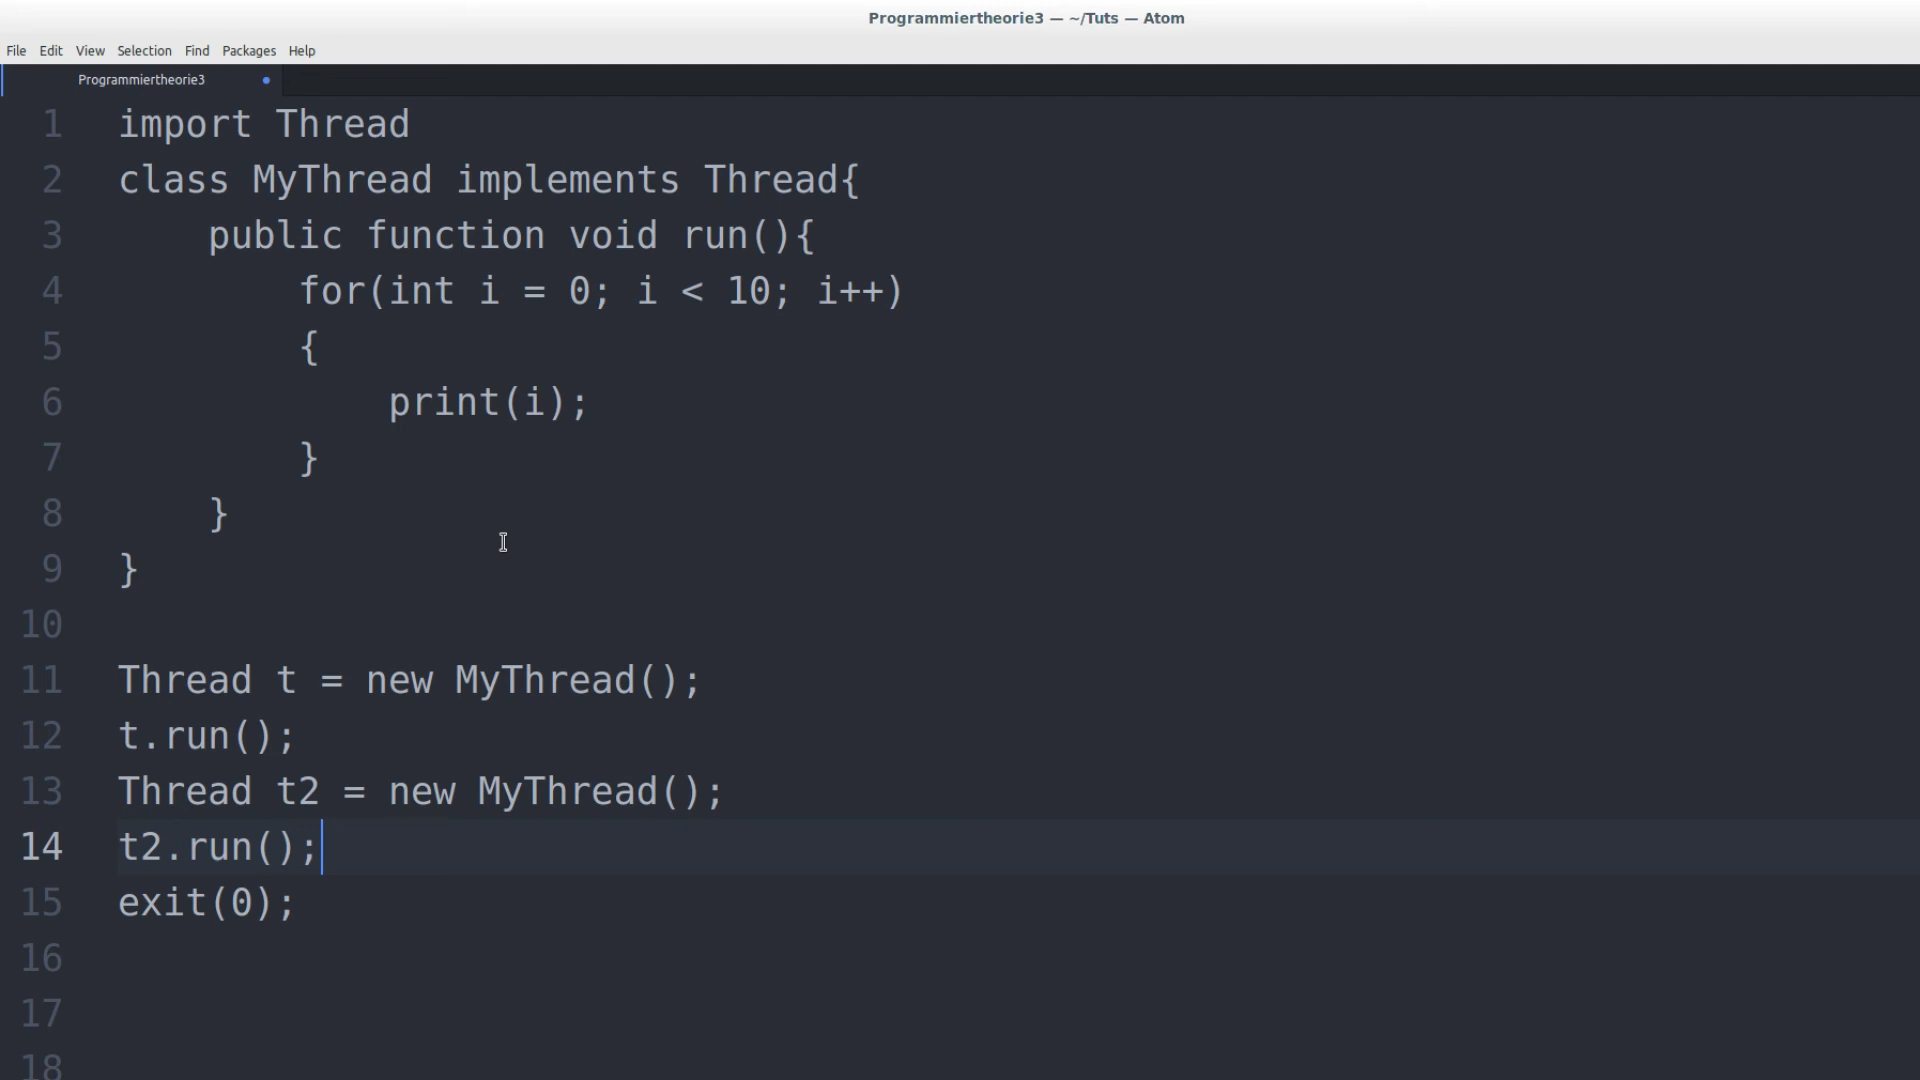 Programmiertheorie3 — ~/Tuts — Atom
File Edit View Selection Find Packages Help
Programmiertheorie3
1 import Thread
2 class MyThread implements Thread{
3 public function void run(){
4 for(int i = 0; i < 10; i++)
5 {
6 print(i);
7 }
8 }
9 }
10
11 Thread t = new MyThread();
12 t.run();
13 Thread t2 = new MyThread();
14 t2.run();
15 exit(0);
16
17
18